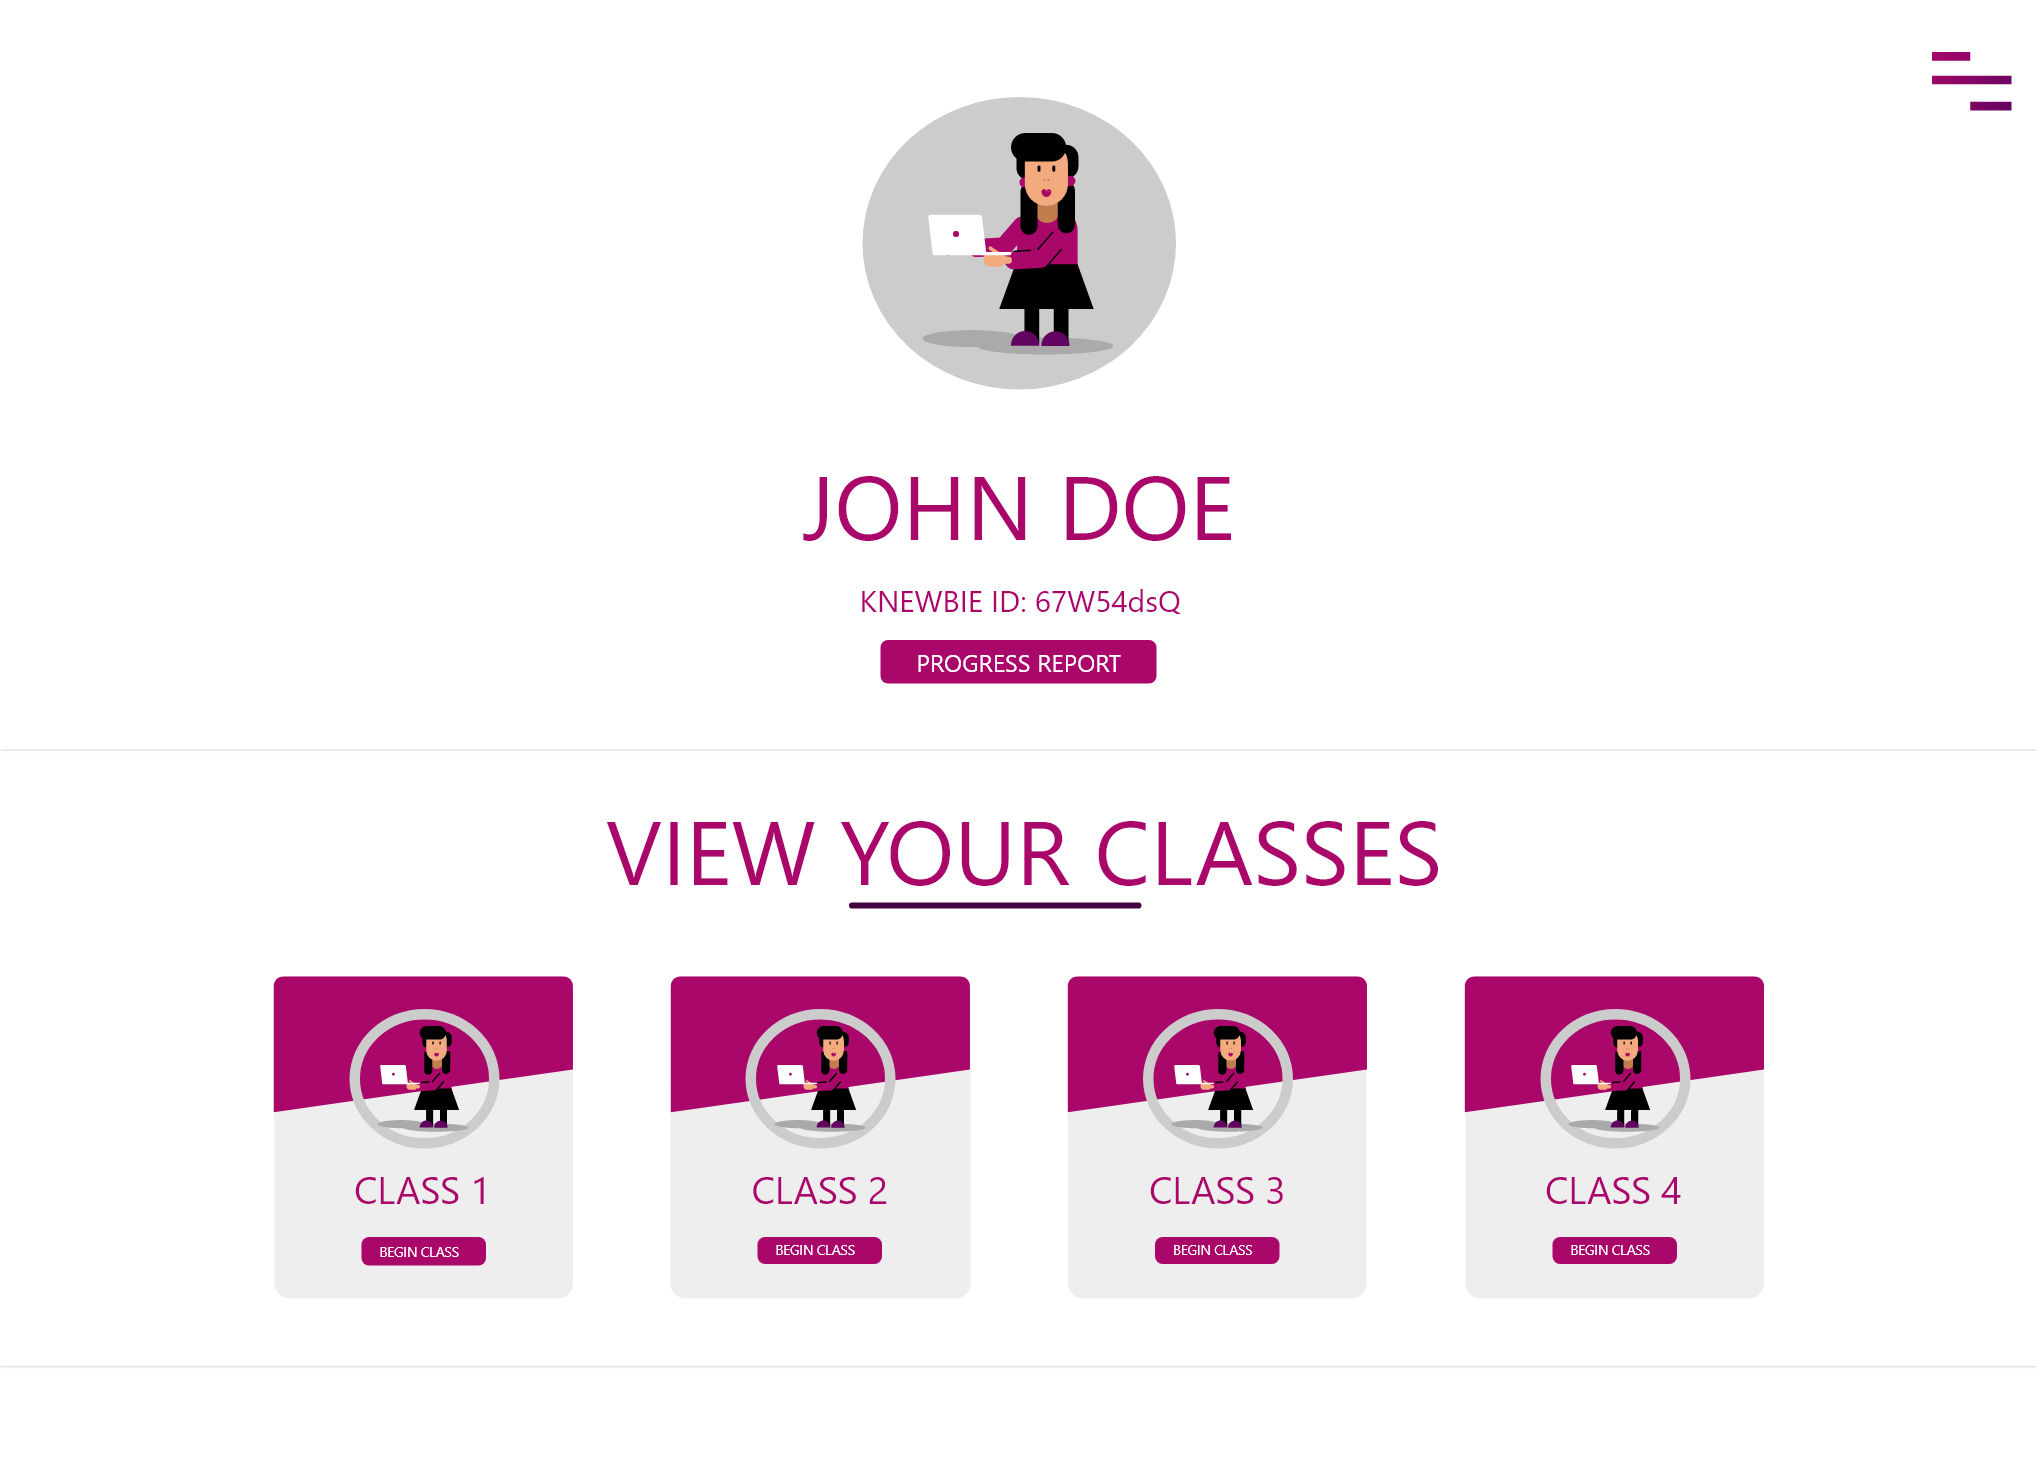 JOHN DOE
KNEWBIE ID: 67W54dsQ
PROGRESS REPORT
VIEW YOUR CLASSES
CLASS 1
CLASS 2
CLASS 3
CLASS 4
BEGIN CLASS
BEGIN CLASS
BEGIN CLASS
BEGIN CLASS